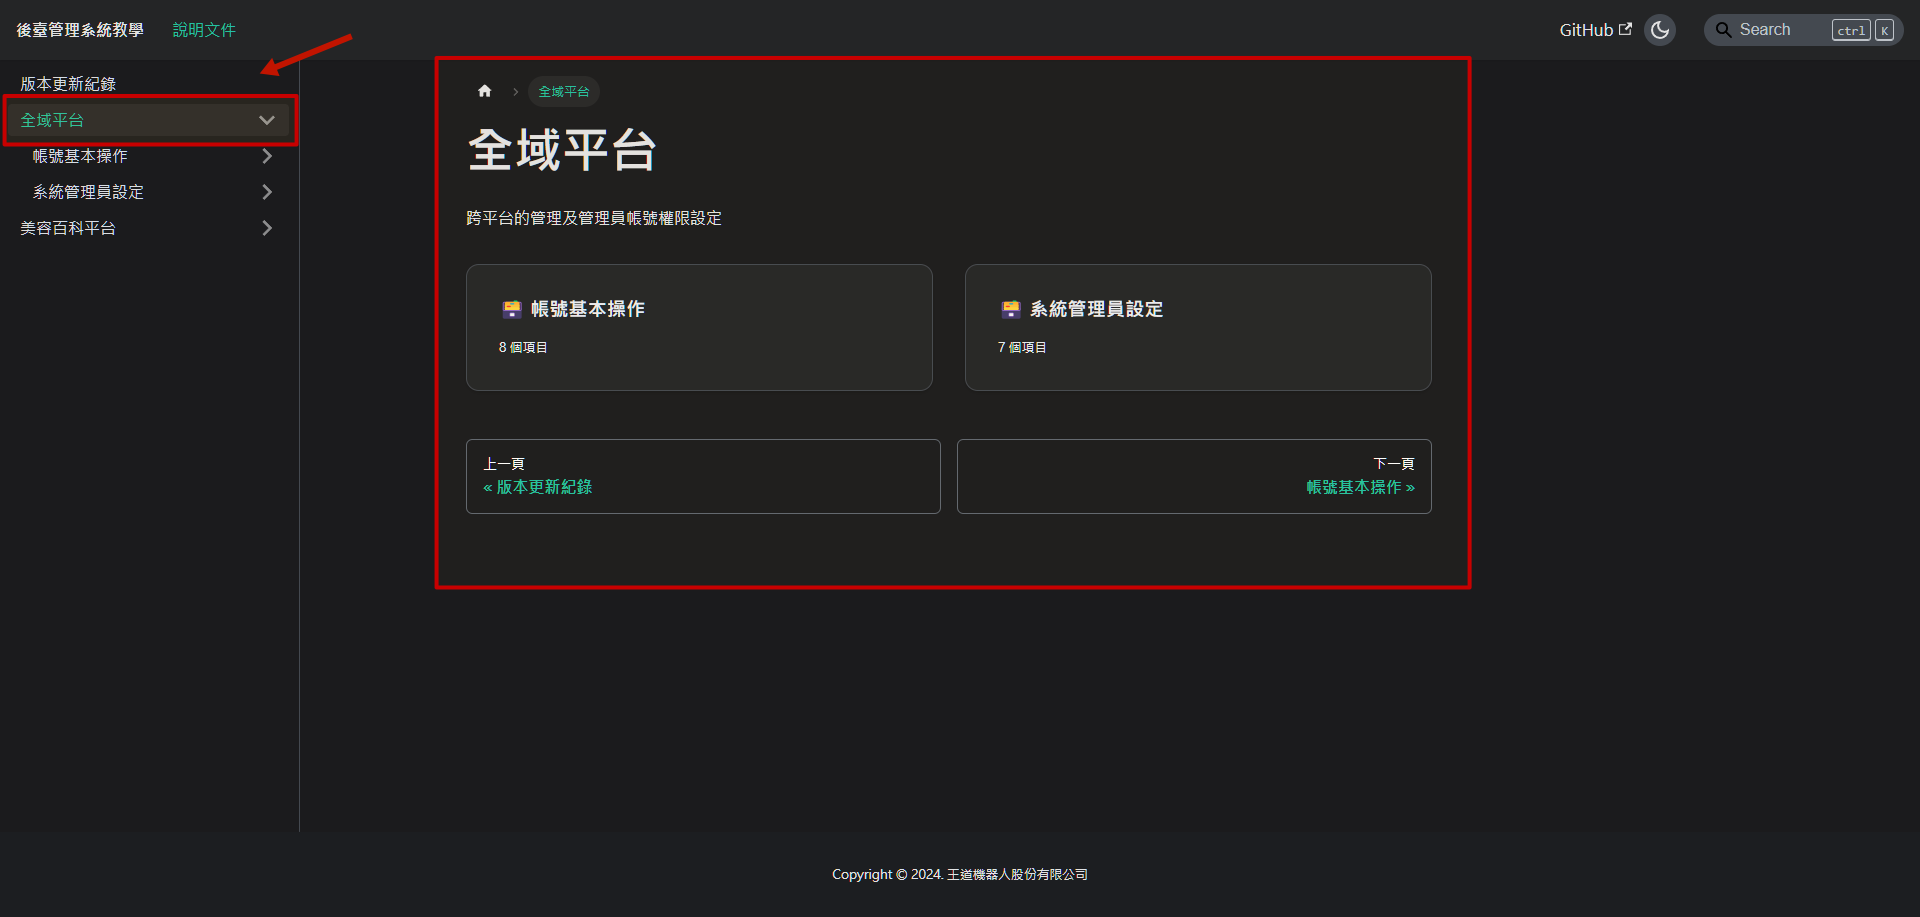 後臺管理系統教學 說明文件 GitHub Search ctrl K
版本更新紀錄
全域平台
帳號基本操作
系統管理員設定
美容百科平台
全域平台
全域平台
跨平台的管理及管理員帳號權限設定
帳號基本操作
8 個項目
系統管理員設定
7 個項目
上一頁
« 版本更新紀錄
下一頁
帳號基本操作 »
Copyright © 2024. 王道機器人股份有限公司